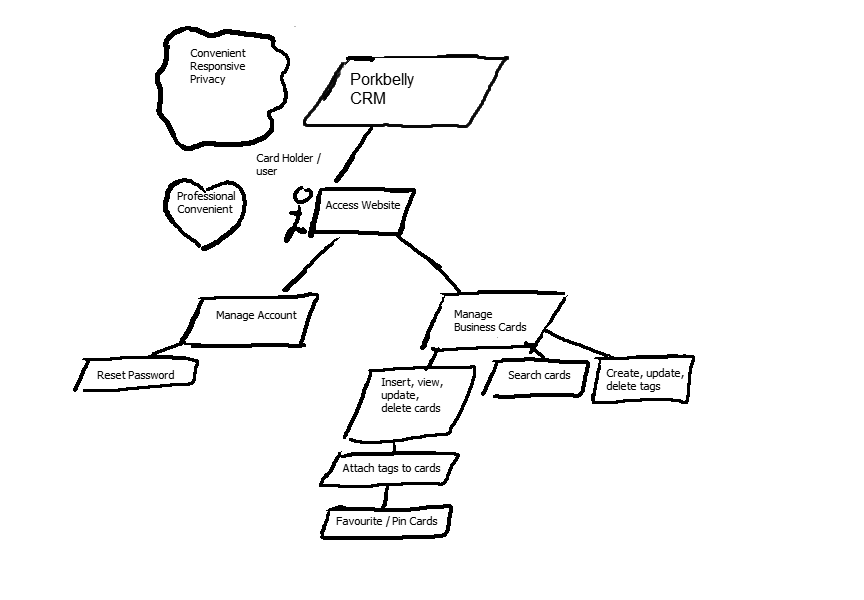 Convenient
Responsive
Privacy
Porkbelly
CRM
Card Holder /
user
Professional
Convenient
Access Website
Manage Account
Manage
Business Cards
Reset Password
Insert, view,
update,
delete cards
Search cards
Create, update,
delete tags
Attach tags to cards
Favourite / Pin Cards